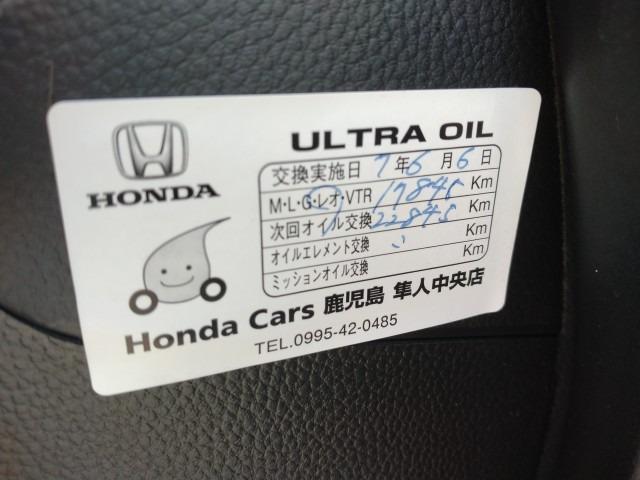 HONDA
ULTRA OIL
交換実施日 7年6月6日
M・L・G・レオ・VTR 17845 Km
次回オイル交換 22845 Km
オイルエレメント交換 Km
ミッションオイル交換 Km
Honda Cars 鹿児島 隼人中央店
TEL.0995-42-0485